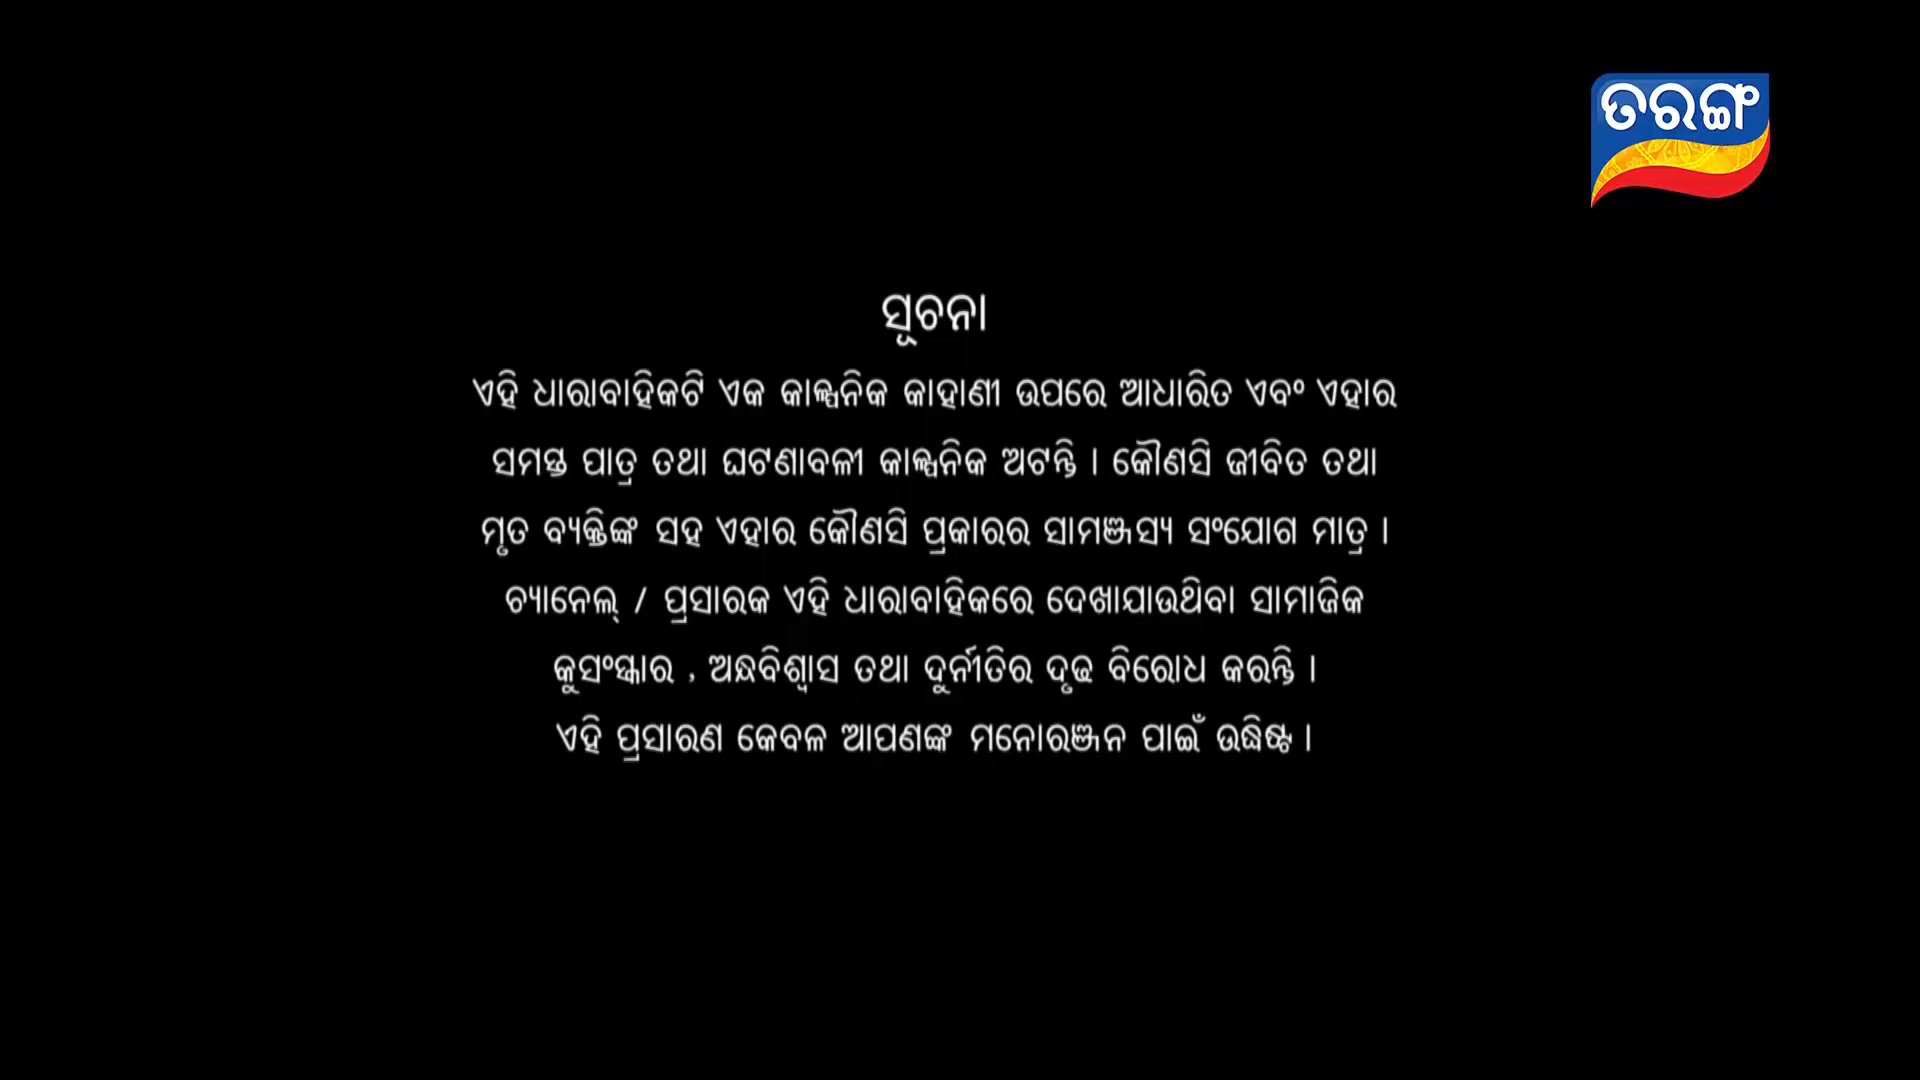 ତରଙ୍ଗ
ସୂଚନା
ଏହି ଧାରାବାହିକଟି ଏକ କାଳ୍ପନିକ କାହାଣୀ ଉପରେ ଆଧାରିତ ଏବଂ ଏହାର
ସମସ୍ତ ପାତ୍ର ତଥା ଘଟଣାବଳୀ କାଳ୍ପନିକ ଅଟନ୍ତି । କୌଣସି ଜୀବିତ ତଥା
ମୃତ ବ୍ୟକ୍ତିଙ୍କ ସହ ଏହାର କୌଣସି ପ୍ରକାରର ସାମଞ୍ଜସ୍ୟ ସଂଯୋଗ ମାତ୍ର ।
ଚ୍ୟାନେଲ୍ / ପ୍ରସାରକ ଏହି ଧାରାବାହିକରେ ଦେଖାଯାଉଥିବା ସାମାଜିକ
କୁସଂସ୍କାର , ଅନ୍ଧବିଶ୍ୱାସ ତଥା ଦୁର୍ନୀତିର ଦୃଢ ବିରୋଧ କରନ୍ତି ।
ଏହି ପ୍ରସାରଣ କେବଳ ଆପଣଙ୍କ ମନୋରଞ୍ଜନ ପାଇଁ ଉଦ୍ଧିଷ୍ଟ ।